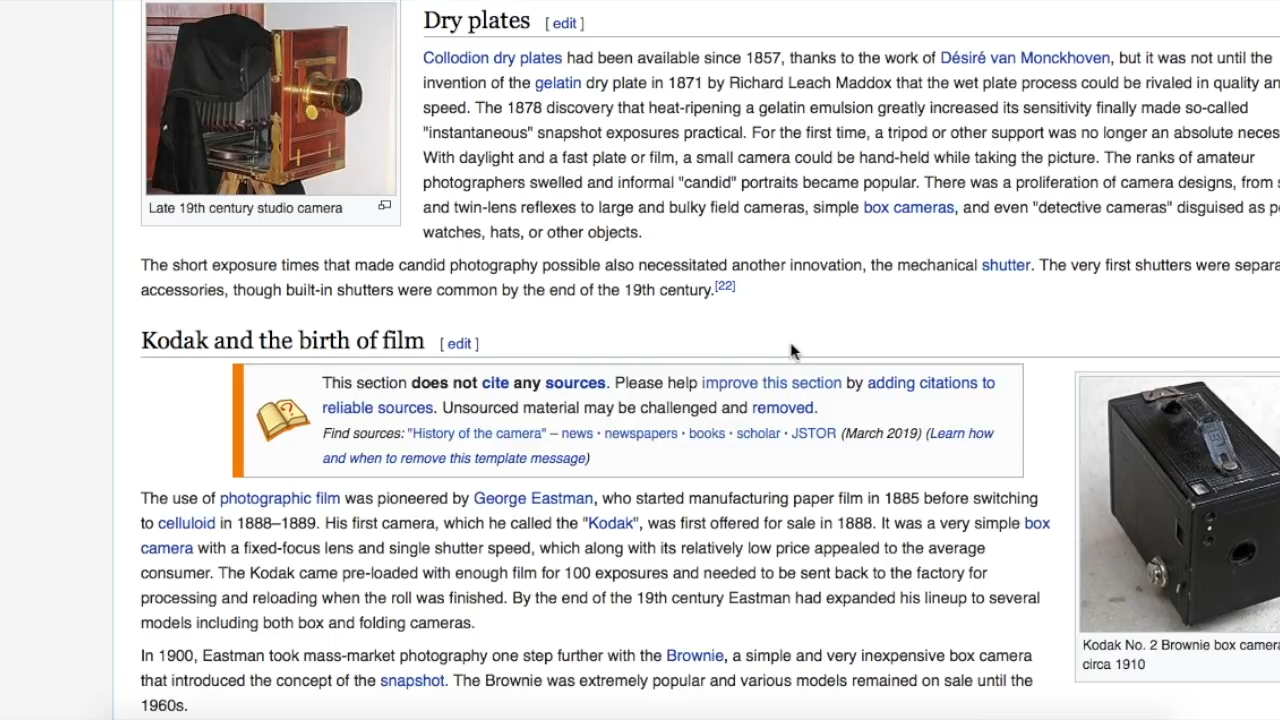 Dry plates [ edit ]
Collodion dry plates had been available since 1857, thanks to the work of Désiré van Monckhoven, but it was not until the
invention of the gelatin dry plate in 1871 by Richard Leach Maddox that the wet plate process could be rivaled in quality
speed. The 1878 discovery that heat-ripening a gelatin emulsion greatly increased its sensitivity finally made so-called
"instantaneous" snapshot exposures practical. For the first time, a tripod or other support was no longer an absolute
With daylight and a fast plate or film, a small camera could be hand-held while taking the picture. The ranks of amateur
photographers swelled and informal "candid" portraits became popular. There was a proliferation of camera designs, from
and twin-lens reflexes to large and bulky field cameras, simple box cameras, and even "detective cameras" disguised as
watches, hats, or other objects.
Late 19th century studio camera
The short exposure times that made candid photography possible also necessitated another innovation, the mechanical shutter. The very first shutters were
accessories, though built-in shutters were common by the end of the 19th century.[22]
Kodak and the birth of film [ edit ]
This section does not cite any sources. Please help improve this section by adding citations to
reliable sources. Unsourced material may be challenged and removed.
Find sources: "History of the camera" – news · newspapers · books · scholar · JSTOR (March 2019) (Learn how
and when to remove this template message)
The use of photographic film was pioneered by George Eastman, who started manufacturing paper film in 1885 before switching
to celluloid in 1888–1889. His first camera, which he called the "Kodak", was first offered for sale in 1888. It was a very simple box
camera with a fixed-focus lens and single shutter speed, which along with its relatively low price appealed to the average
consumer. The Kodak came pre-loaded with enough film for 100 exposures and needed to be sent back to the factory for
processing and reloading when the roll was finished. By the end of the 19th century Eastman had expanded his lineup to several
models including both box and folding cameras.
In 1900, Eastman took mass-market photography one step further with the Brownie, a simple and very inexpensive box camera
that introduced the concept of the snapshot. The Brownie was extremely popular and various models remained on sale until the
1960s.
Kodak No. 2 Brownie box camera
circa 1910